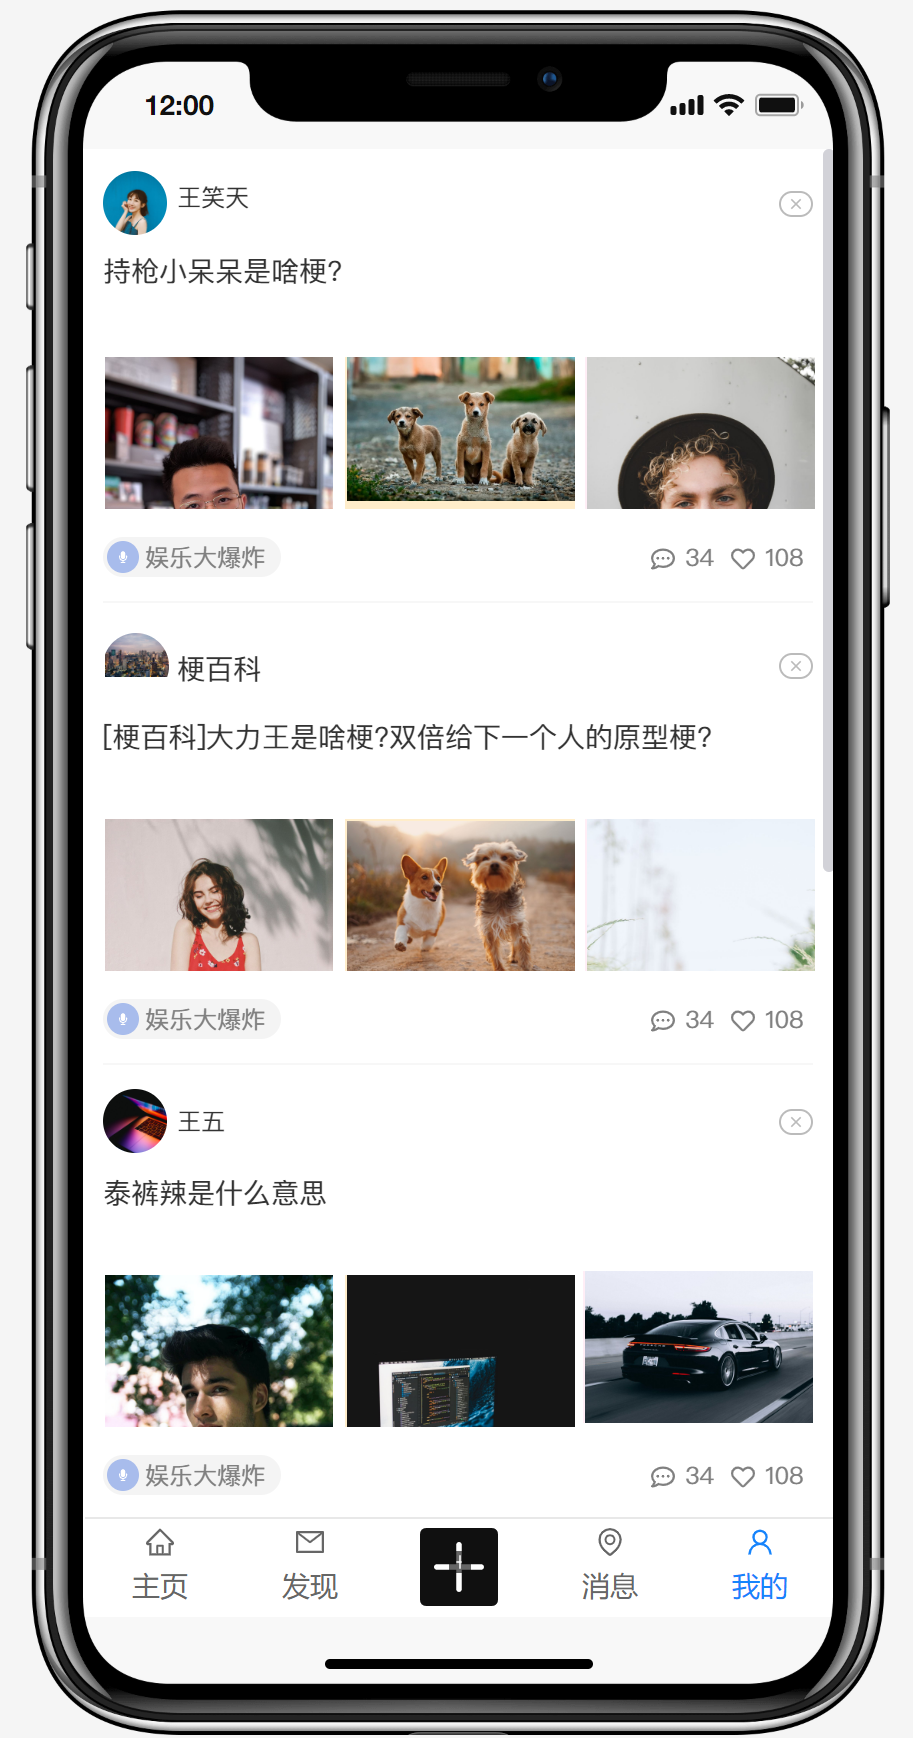 12:00
王笑天
持枪小呆呆是啥梗?
娱乐大爆炸 34 108
梗百科
[梗百科]大力王是啥梗?双倍给下一个人的原型梗?
娱乐大爆炸 34 108
王五
泰裤辣是什么意思
娱乐大爆炸 34 108
主页 发现 消息 我的